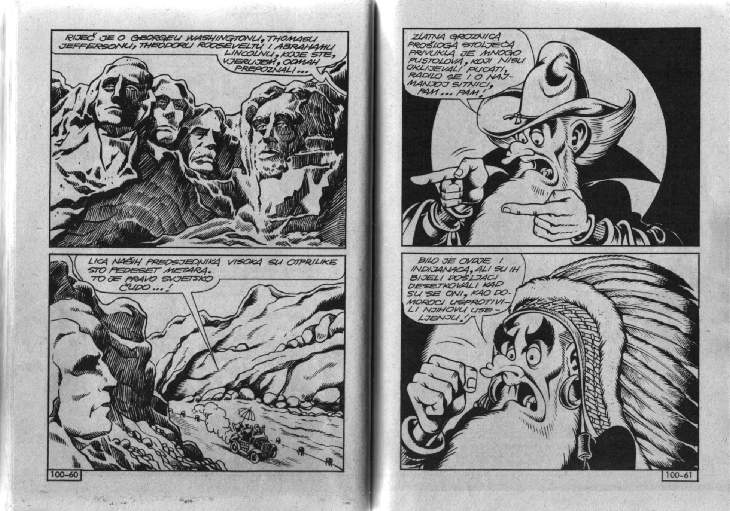 RIJEČ JE O GEORGEU WASHINGTONU, THOMASU
JEFFERSONU, THEODORU ROOSEVELTU I ABRAHAMU
LINCOLNU, KOJE STE,
VJERUJEM, ODMAH
PREPOZNALI...
LICA NAŠIH PREDSJEDNIKA VISOKA SU OTPRILIKE
STO PEDESET METARA.
TO JE PRAVO SVJETSKO
ČUDO...!
100-60
ZLATNA GROZNICA
PROŠLOGA STOLJEĆA
PRIVUKLA JE MNOGO
PUSTOLOVA, KOJI NISU
OKLIJEVALI PUCATI,
RADILO SE I O NAJ-
MANJOJ SITNICI,
PAM... PAM!
BILO JE OVDJE I
INDIJANACA, ALI SU IH
BIJELI DOŠLJACI
DESETKOVALI KAD
SU SE ONI, KAO DO-
MOROCI USPROTIVI-
LI NJIHOVU USE-
LJENJU!
100-61